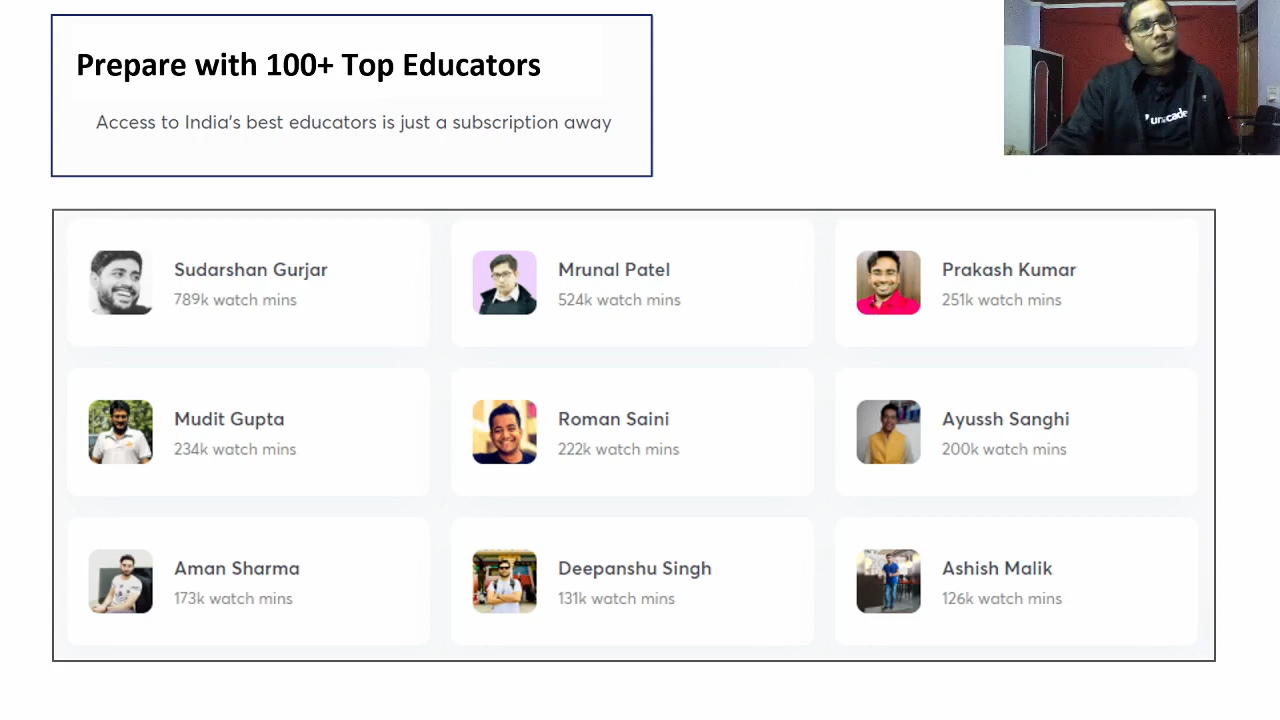 Prepare with 100+ Top Educators
Access to India's best educators is just a subscription away
Sudarshan Gurjar
789k watch mins
Mrunal Patel
524k watch mins
Prakash Kumar
251k watch mins
Mudit Gupta
234k watch mins
Roman Saini
222k watch mins
Ayussh Sanghi
200k watch mins
Aman Sharma
173k watch mins
Deepanshu Singh
131k watch mins
Ashish Malik
126k watch mins